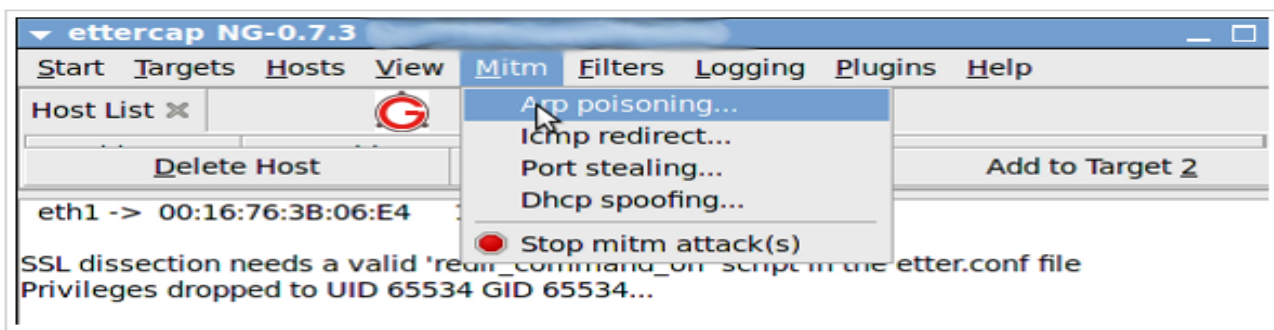 ettercap NG-0.7.3
Start Targets Hosts View Mitm Filters Logging Plugins Help
Host List
G
Arp poisoning...
Icmp redirect...
Port stealing...
Dhcp spoofing...
Stop mitm attack(s)
Delete Host
Add to Target 2
eth1 -> 00:16:76:3B:06:E4
SSL dissection needs a valid 'redir_command_on' script in the etter.conf file
Privileges dropped to UID 65534 GID 65534...